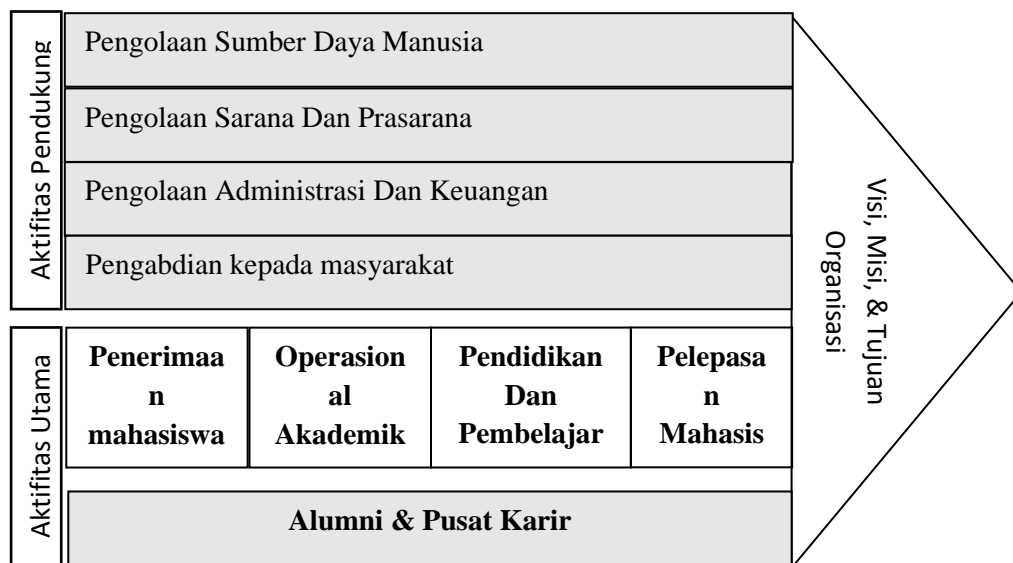 Aktifitas Pendukung
Pengolaan Sumber Daya Manusia
Pengolaan Sarana Dan Prasarana
Pengolaan Administrasi Dan Keuangan
Pengabdian kepada masyarakat
Aktifitas Utama
Penerimaa
n
mahasiswa
Operasion
al
Akademik
Pendidikan
Dan
Pembelajar
Pelepasa
n
Mahasis
Alumni & Pusat Karir
Visi, Misi, & Tujuan
Organisasi